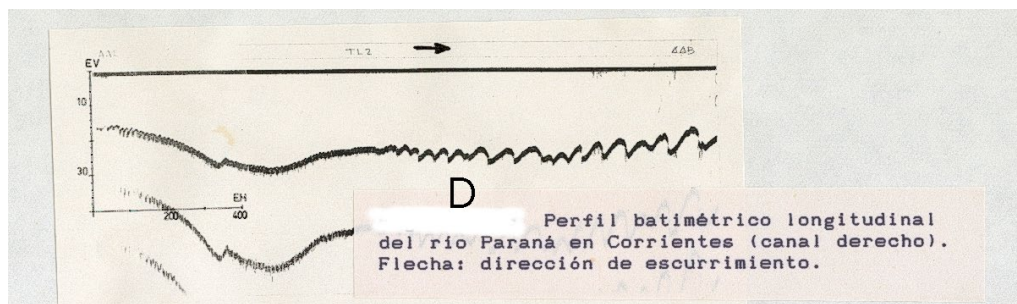 TL2
EV
10
30
EH
200 400
D
Perfil batimétrico longitudinal
del río Paraná en Corrientes (canal derecho).
Flecha: dirección de escurrimiento.